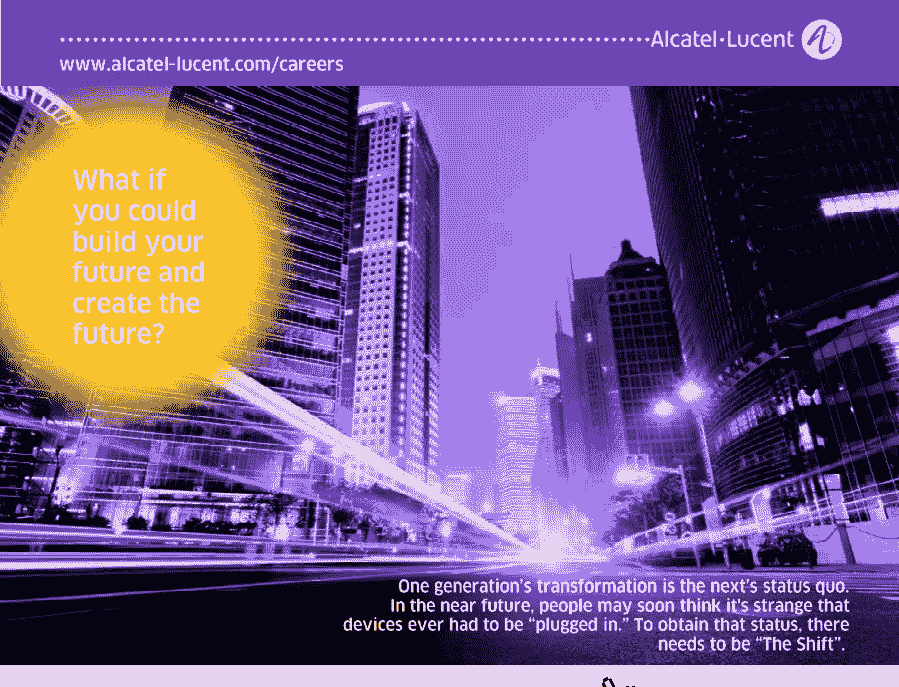 Alcatel·Lucent
www.alcatel-lucent.com/careers
What if
you could
build your
future and
create the
future?
One generation's transformation is the next's status quo.
In the near future, people may soon think it's strange that
devices ever had to be “plugged in.” To obtain that status, there
needs to be “The Shift”.